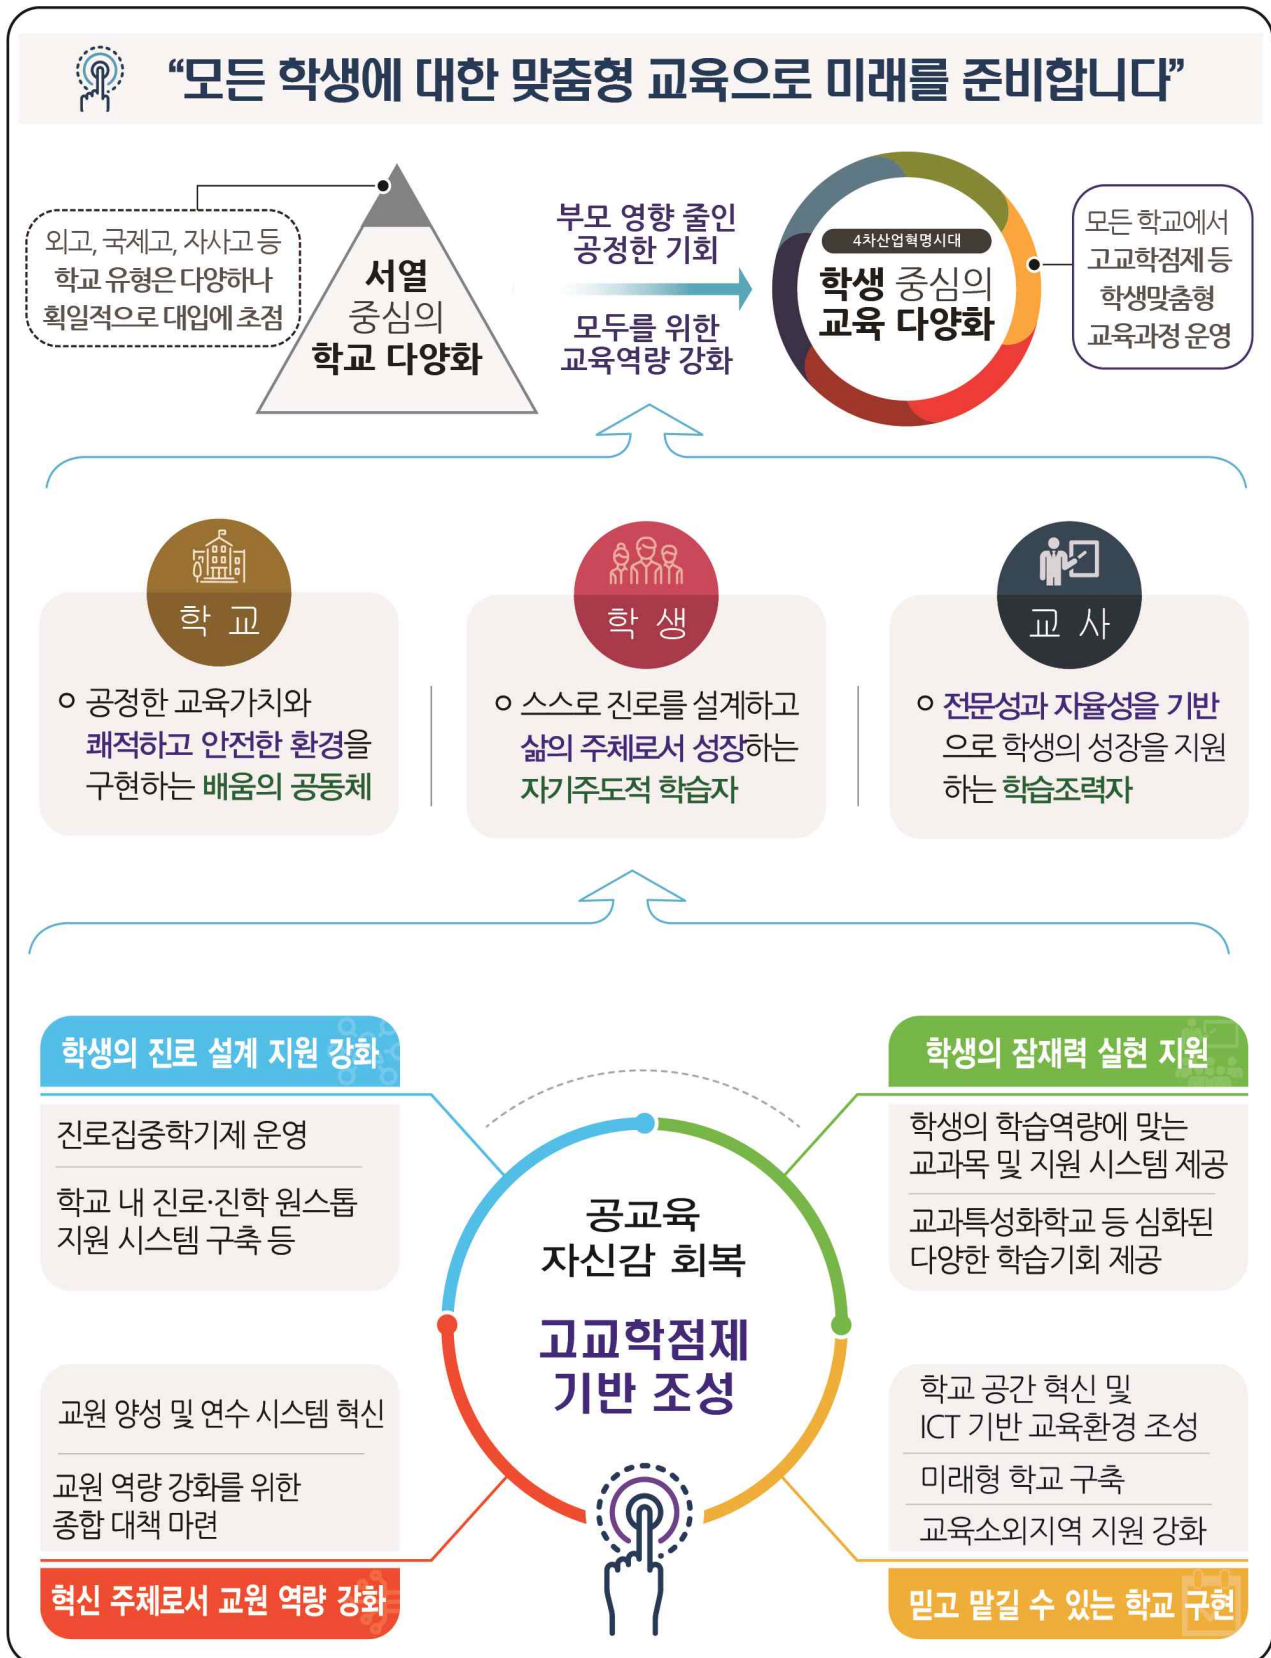 “모든 학생에 대한 맞춤형 교육으로 미래를 준비합니다”
외고, 국제고, 자사고 등
학교 유형은 다양하나
획일적으로 대입에 초점
서열
중심의
학교 다양화
부모 영향 줄인
공정한 기회
모두를 위한
교육역량 강화
4차산업혁명시대
학생 중심의
교육 다양화
모든 학교에서
고교학점제 등
학생맞춤형
교육과정 운영
학 교
공정한 교육가치와
쾌적하고 안전한 환경을
구현하는 배움의 공동체
학 생
스스로 진로를 설계하고
삶의 주체로서 성장하는
자기주도적 학습자
교 사
전문성과 자율성을 기반
으로 학생의 성장을 지원
하는 학습조력자
학생의 진로 설계 지원 강화
진로집중학기제 운영
학교 내 진로·진학 원스톱
지원 시스템 구축 등
학생의 잠재력 실현 지원
학생의 학습역량에 맞는
교과목 및 지원 시스템 제공
교과특성화학교 등 심화된
다양한 학습기회 제공
공교육
자신감 회복
고교학점제
기반 조성
교원 양성 및 연수 시스템 혁신
교원 역량 강화를 위한
종합 대책 마련
혁신 주체로서 교원 역량 강화
학교 공간 혁신 및
ICT 기반 교육환경 조성
미래형 학교 구축
교육소외지역 지원 강화
믿고 맡길 수 있는 학교 구현